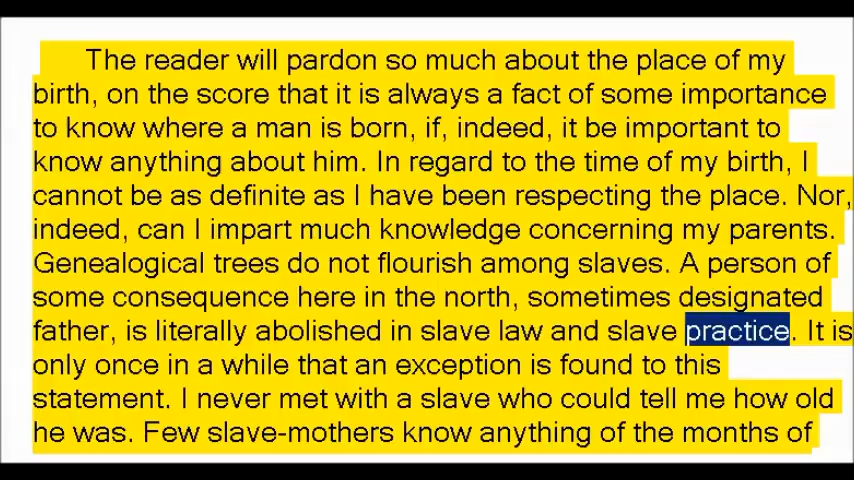 The reader will pardon so much about the place of my
birth, on the score that it is always a fact of some importance
to know where a man is born, if, indeed, it be important to
know anything about him. In regard to the time of my birth, I
cannot be as definite as I have been respecting the place. Nor,
indeed, can I impart much knowledge concerning my parents.
Genealogical trees do not flourish among slaves. A person of
some consequence here in the north, sometimes designated
father, is literally abolished in slave law and slave practice. It is
only once in a while that an exception is found to this
statement. I never met with a slave who could tell me how old
he was. Few slave-mothers know anything of the months of